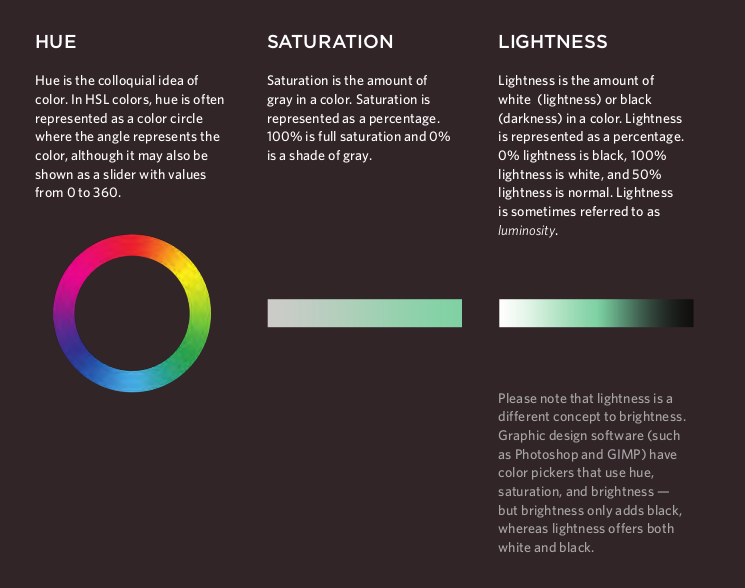 HUE
Hue is the colloquial idea of
color. In HSL colors, hue is often
represented as a color circle
where the angle represents the
color, although it may also be
shown as a slider with values
from 0 to 360.
SATURATION
Saturation is the amount of
gray in a color. Saturation is
represented as a percentage.
100% is full saturation and 0%
is a shade of gray.
LIGHTNESS
Lightness is the amount of
white (lightness) or black
(darkness) in a color. Lightness
is represented as a percentage.
0% lightness is black, 100%
lightness is white, and 50%
lightness is normal. Lightness
is sometimes referred to as
luminosity.
Please note that lightness is a
different concept to brightness.
Graphic design software (such
as Photoshop and GIMP) have
color pickers that use hue,
saturation, and brightness —
but brightness only adds black,
whereas lightness offers both
white and black.